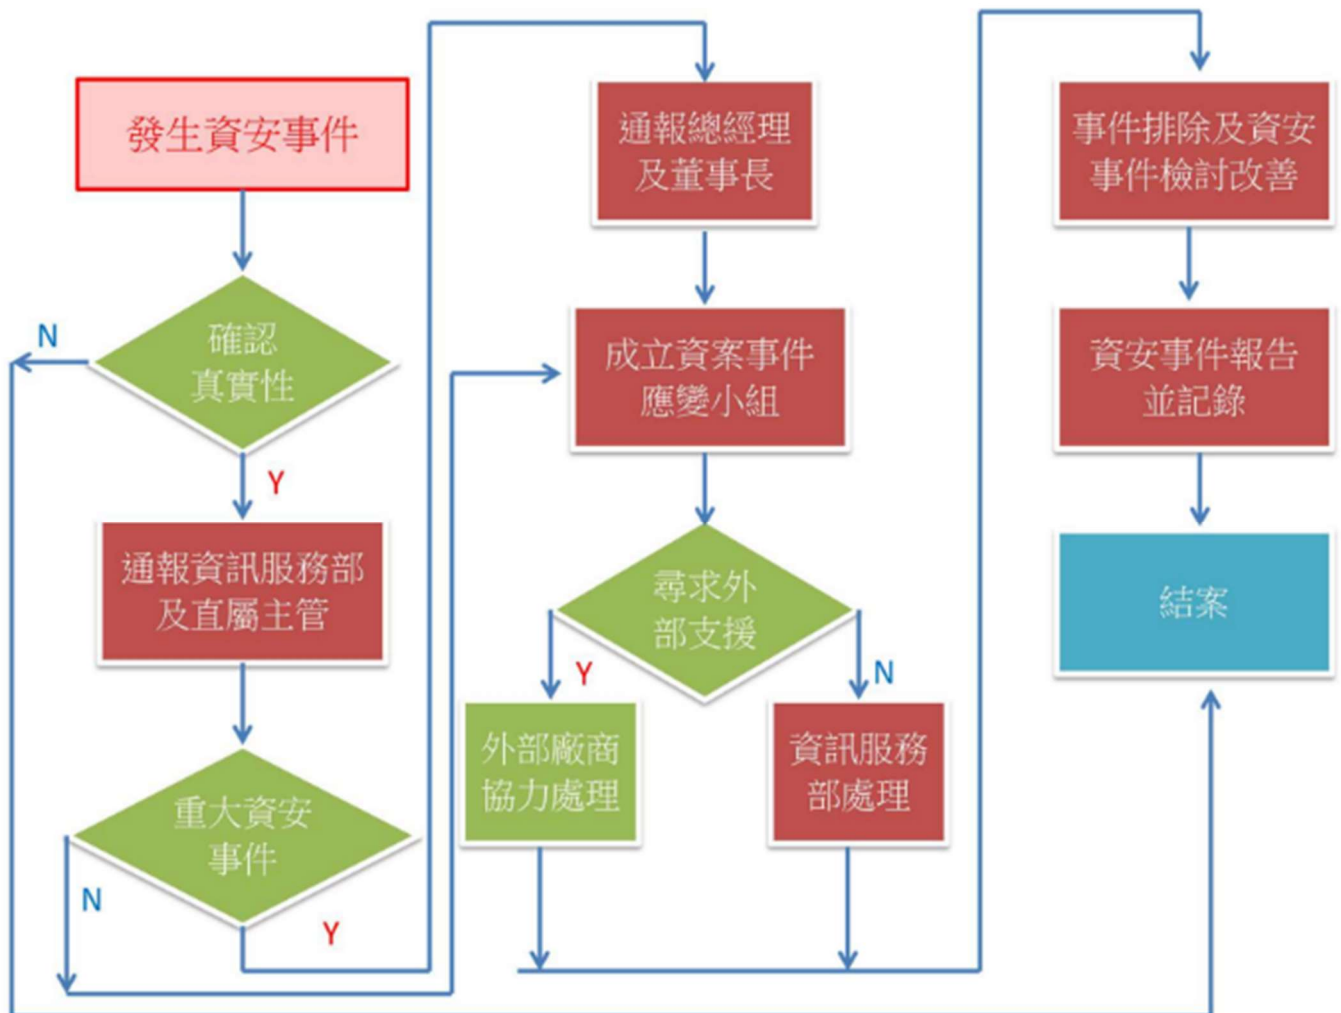 發生資安事件
確認
真實性
N
Y
通報資訊服務部
及直屬主管
重大資安
事件
N
Y
通報總經理
及董事長
成立資案事件
應變小組
尋求外
部支援
Y
N
外部廠商
協力處理
資訊服務
部處理
事件排除及資安
事件檢討改善
資安事件報告
並記錄
結案